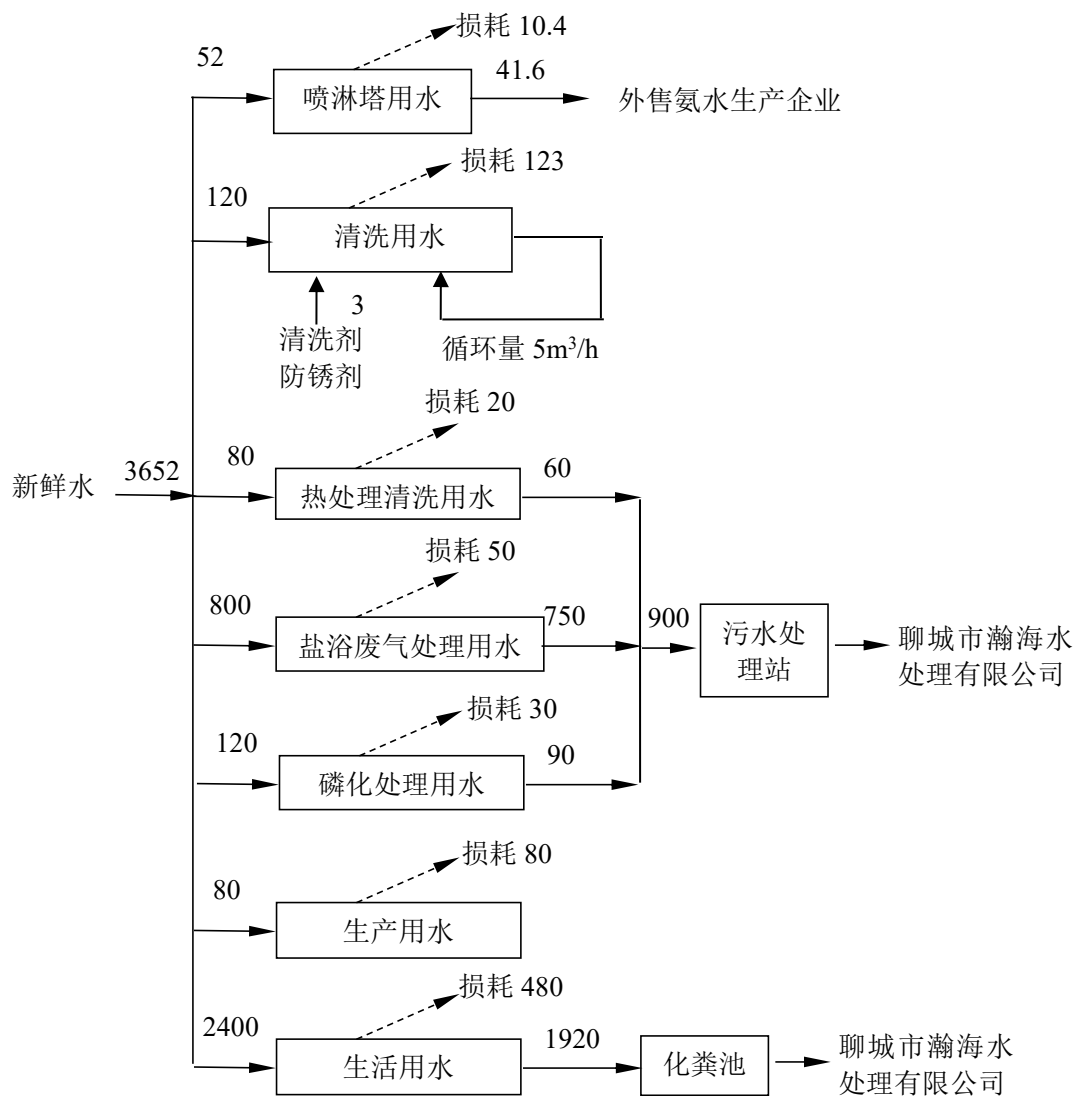 损耗 10.4
52
41.6
喷淋塔用水
外售氨水生产企业
损耗 123
120
清洗用水
3
清洗剂
防锈剂
循环量 5m³/h
损耗 20
新鲜水
3652
80
热处理清洗用水
60
损耗 50
800
盐浴废气处理用水
750
900
污水处
理站
聊城市瀚海水
处理有限公司
损耗 30
120
磷化处理用水
90
损耗 80
80
生产用水
损耗 480
2400
生活用水
1920
化粪池
聊城市瀚海水
处理有限公司